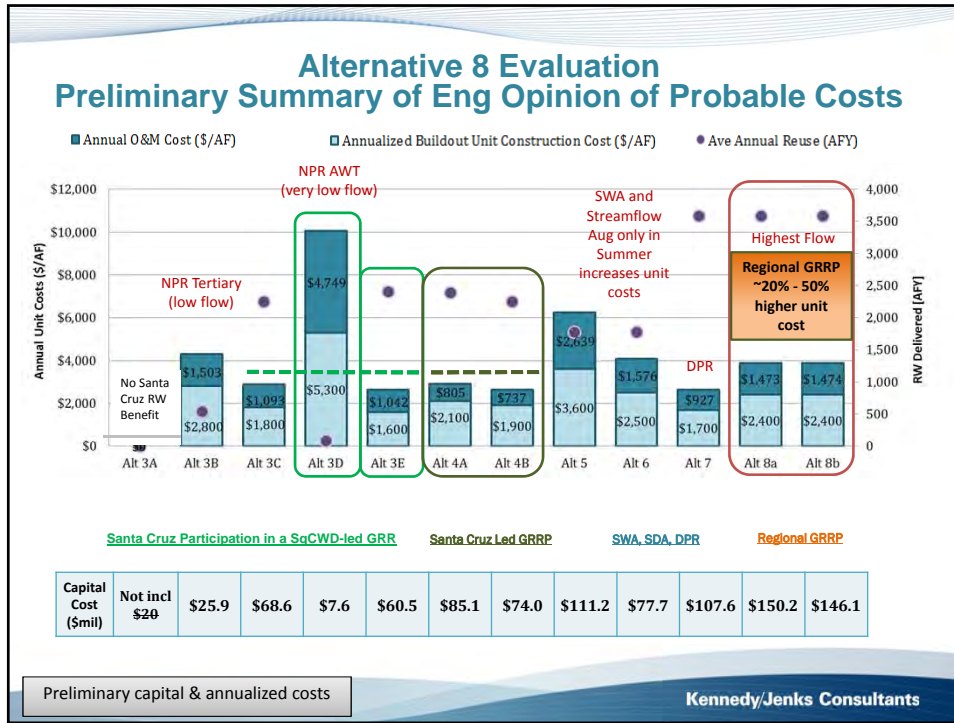 Alternative 8 Evaluation
Preliminary Summary of Eng Opinion of Probable Costs
Annual O&M Cost ($/AF)
Annualized Buildout Unit Construction Cost ($/AF)
Ave Annual Reuse (AFY)
Annual Unit Costs ($/AF)
$12,000
$10,000
$8,000
$6,000
$4,000
$2,000
$0
NPR AWT
(very low flow)
NPR Tertiary
(low flow)
No Santa
Cruz RW
Benefit
SWA and
Streamflow
Aug only in
Summer
increases unit
costs
DPR
Highest Flow
Regional GRRP
~20% - 50%
higher unit
cost
$1,503
$2,800
$1,093
$1,800
$4,749
$5,300
$1,042
$1,600
$805
$2,100
$737
$1,900
$2,639
$3,600
$1,576
$2,500
$927
$1,700
$1,473
$2,400
$1,474
$2,400
4,000
3,500
3,000
2,500
2,000
1,500
1,000
500
0
RW Delivered [AFY]
Alt 3A Alt 3B Alt 3C Alt 3D Alt 3E Alt 4A Alt 4B Alt 5 Alt 6 Alt 7 Alt 8a Alt 8b
Santa Cruz Participation in a SqCWD-led GRR
Santa Cruz Led GRRP
SWA, SDA, DPR
Regional GRRP
Capital
Cost
($mil)
Not incl
$20
$25.9 $68.6 $7.6 $60.5 $85.1 $74.0 $111.2 $77.7 $107.6 $150.2 $146.1
Preliminary capital & annualized costs
Kennedy/Jenks Consultants